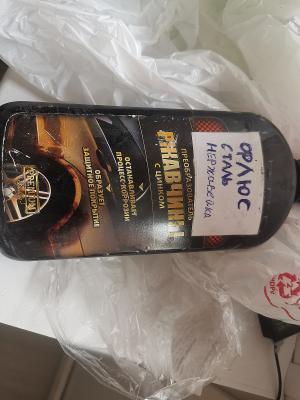 ПРЕОБРАЗОВАТЕЛЬ
РЖАВЧИНЫ
С ЦИНКОМ
ОСТАНАВЛИВАЕТ
ПРОЦЕСС КОРРОЗИИ
ОБРАЗУЕТ
ЗАЩИТНОЕ ПОКРЫТИЕ
ФЛЮС
СТАЛЬ
НЕРЖАВЕЙКА